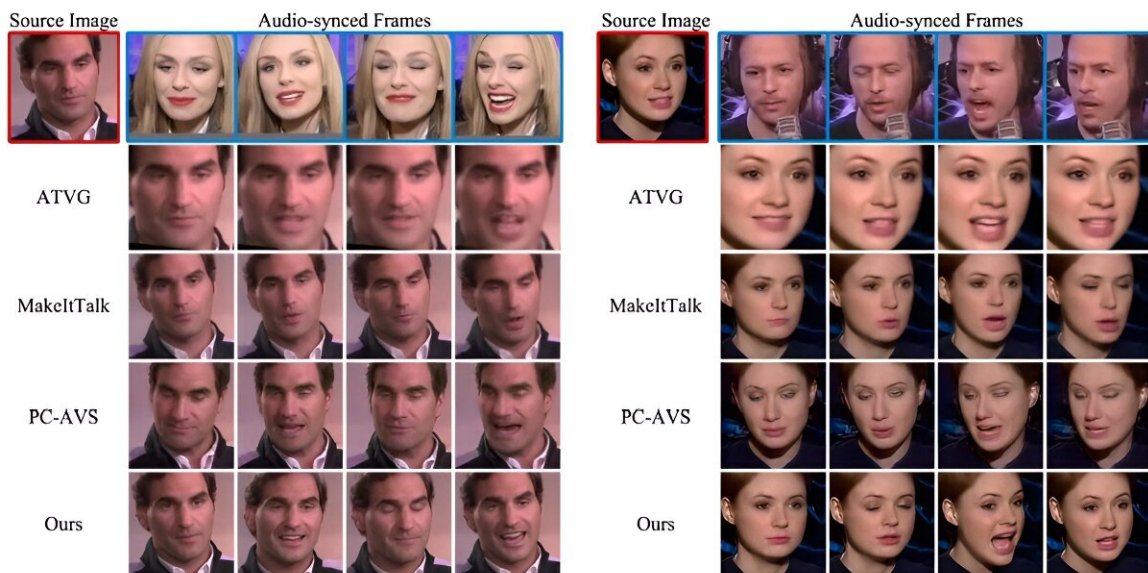 Source Image
Audio-synced Frames
ATVG
MakeItTalk
PC-AVS
Ours
Source Image
Audio-synced Frames
ATVG
MakeItTalk
PC-AVS
Ours